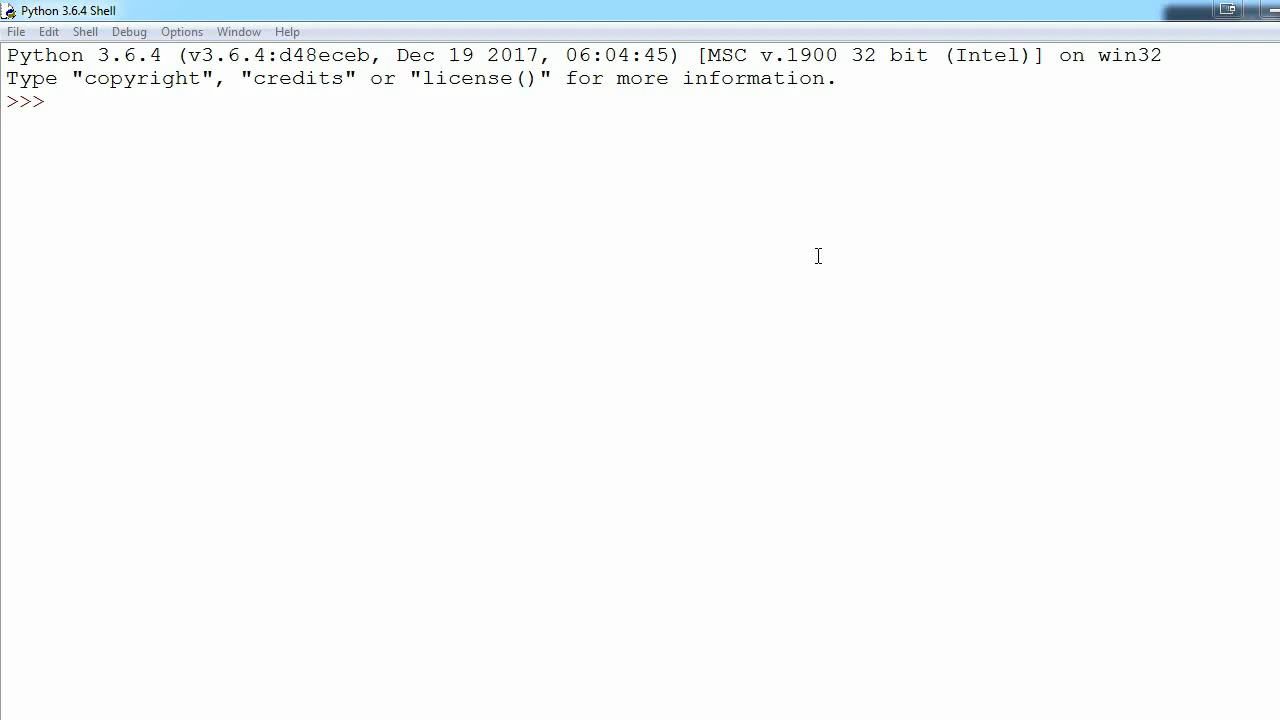 Python 3.6.4 Shell
File Edit Shell Debug Options Window Help
Python 3.6.4 (v3.6.4:d48eceb, Dec 19 2017, 06:04:45) [MSC v.1900 32 bit (Intel)] on win32
Type "copyright", "credits" or "license()" for more information.
>>>